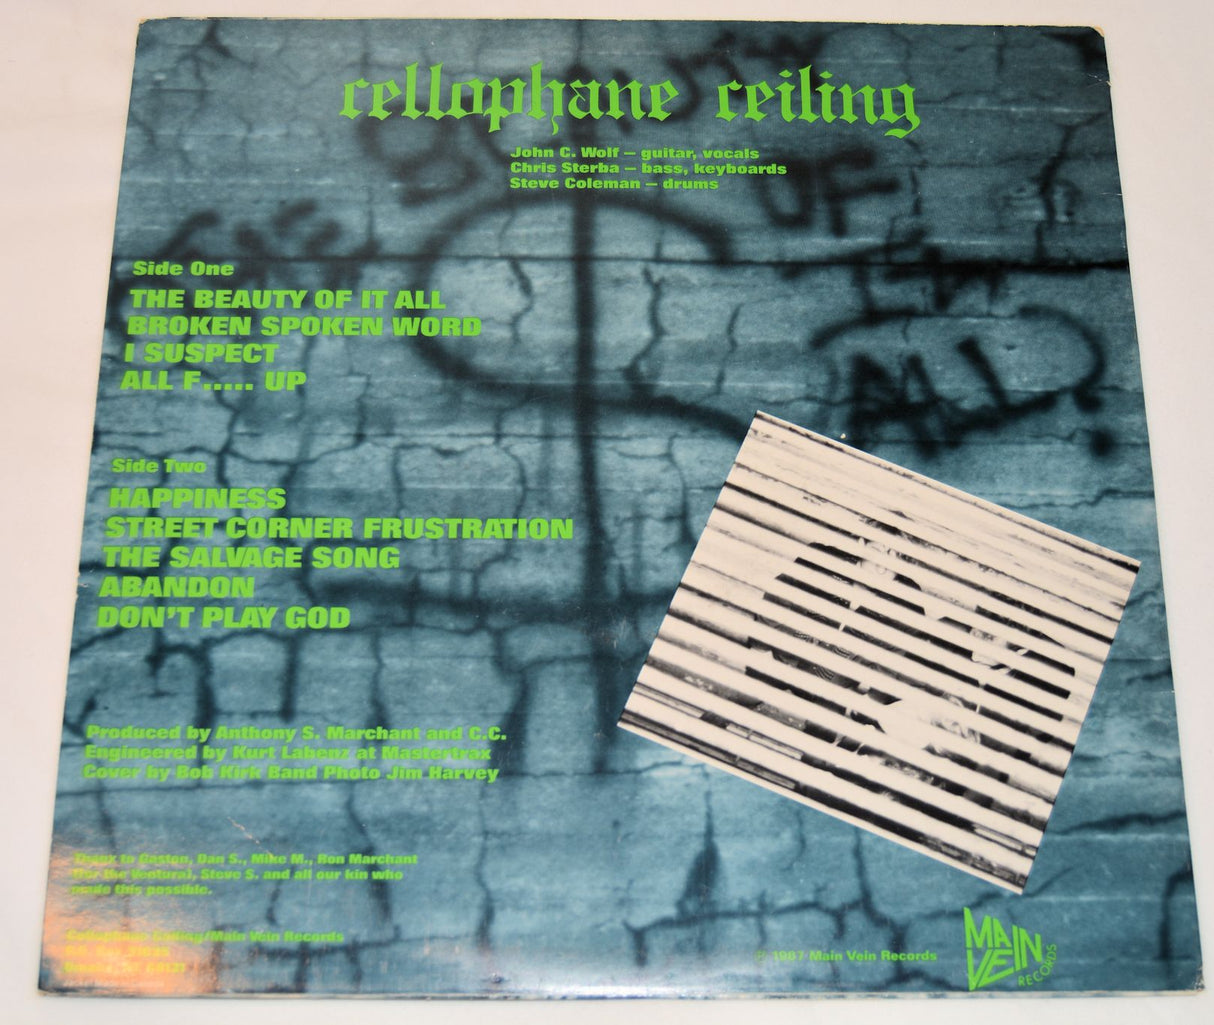 cellophane ceiling
John C. Wolf — guitar, vocals
Chris Sterba — bass, keyboards
Steve Coleman — drums
Side One
THE BEAUTY OF IT ALL
BROKEN SPOKEN WORD
I SUSPECT
ALL F..... UP
Side Two
HAPPINESS
STREET CORNER FRUSTRATION
THE SALVAGE SONG
ABANDON
DON'T PLAY GOD
Produced by Anthony S. Marchant and C.C.
Engineered by Kurt Labenz at Mastertrax
Cover by Bob Kirk Band Photo Jim Harvey
Thanx to Gaston, Dan S., Mike M., Ron Marchant
(for the Ventura), Steve S. and all our kin who
made this possible.
Cellophane Ceiling/Main Vein Records
Omaha
℗ 1987 Main Vein Records
MAIN
VEIN
RECORDS
OF
ALL?